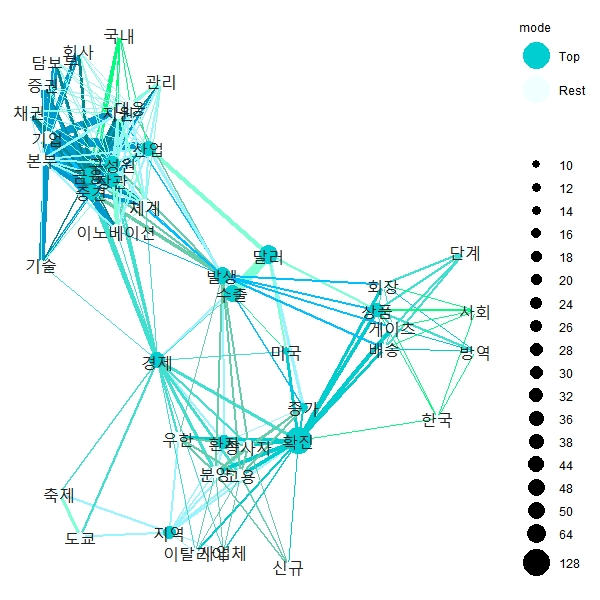 mode
Top
Rest
국내
회사
담보부
증권
관리
채권
대응
지원
기업
본부
산업
구성원
금융
장관
중견
체계
이노베이션
기술
발생
수출
달러
단계
회장
상품
사회
게이츠
배송
방역
경제
미국
한국
증가
우한
환자
종사자
확진
분양
고용
축제
도쿄
지역
이탈리아
업체
신규
10
12
14
16
18
20
24
26
28
30
32
36
38
44
48
50
64
128